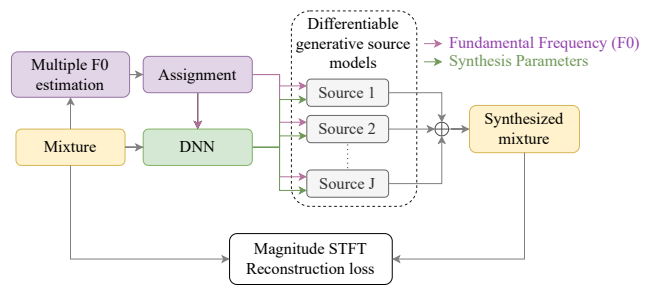 Differentiable
generative source
models
Fundamental Frequency (F0)
Synthesis Parameters
Multiple F0
estimation
Assignment
Source 1
Mixture
DNN
Source 2
Synthesized
mixture
Source J
Magnitude STFT
Reconstruction loss